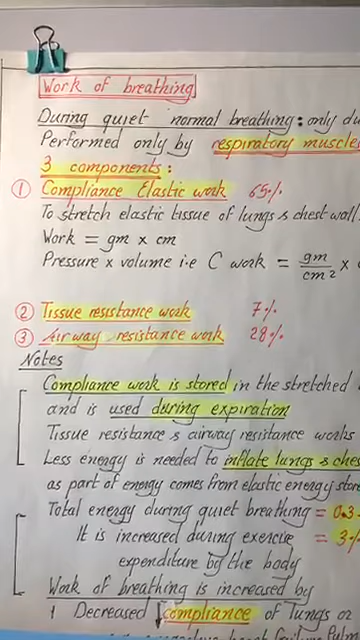 Work of breathing
During quiet normal breathing: only du
Performed only by respiratory muscle
3 components:
① Compliance Elastic work 65%
To stretch elastic tissue of lungs & chest wall
Work = gm x cm
Pressure x volume i.e C work = gm/cm² x
② Tissue resistance work 7%
③ Airway resistance work 28%
Notes
Compliance work is stored in the stretched
and is used during expiration
Tissue resistance & airway resistance works
Less energy is needed to inflate lungs & ches
as part of energy comes from elastic energy store
Total energy during quiet breathing = 0.3
It is increased during exercise = 3%
expenditure by the body
Work of breathing is increased by
1 Decreased ↓ compliance of lungs or